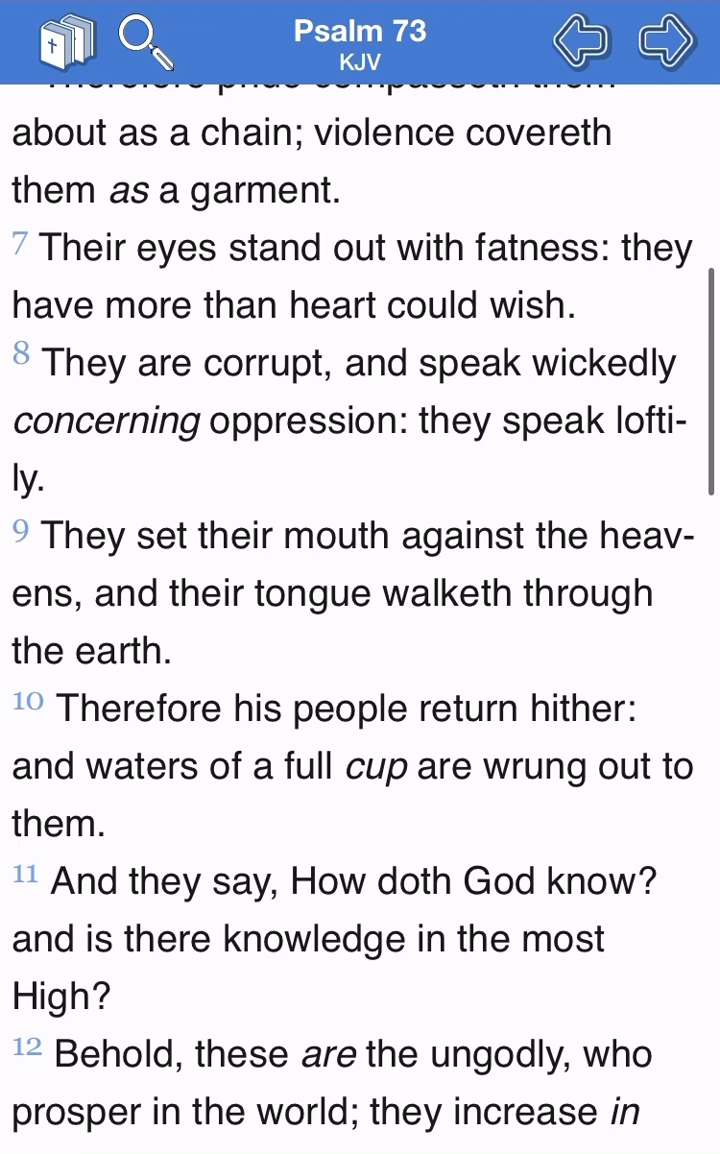 Psalm 73
KJV
Therefore pride compasseth them
about as a chain; violence covereth
them as a garment.
7 Their eyes stand out with fatness: they
have more than heart could wish.
8 They are corrupt, and speak wickedly
concerning oppression: they speak lofti-
ly.
9 They set their mouth against the heav-
ens, and their tongue walketh through
the earth.
10 Therefore his people return hither:
and waters of a full cup are wrung out to
them.
11 And they say, How doth God know?
and is there knowledge in the most
High?
12 Behold, these are the ungodly, who
prosper in the world; they increase in